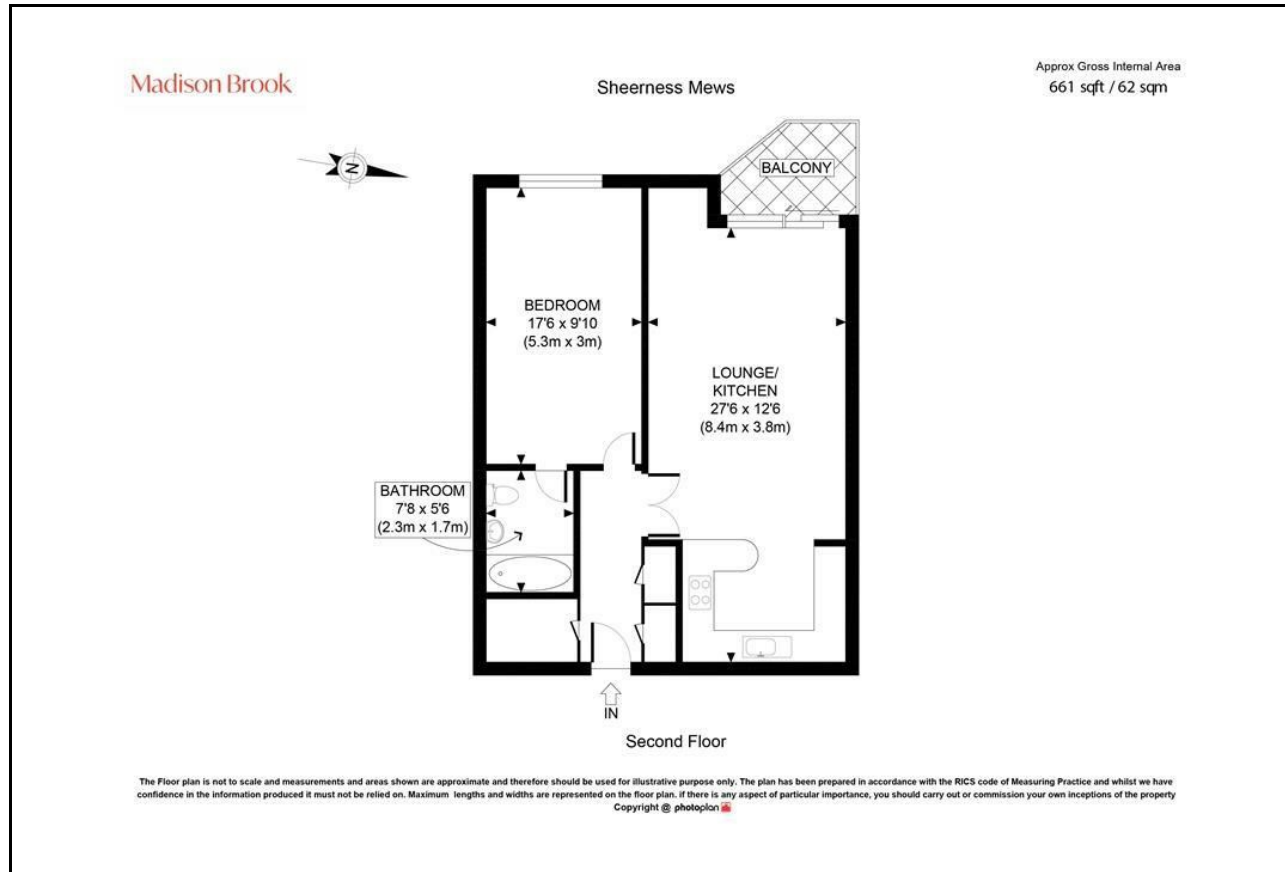 Madison Brook
Sheerness Mews
Approx Gross Internal Area
661 sqft / 62 sqm
N
BALCONY
BEDROOM
17'6 x 9'10
(5.3m x 3m)
LOUNGE/
KITCHEN
27'6 x 12'6
(8.4m x 3.8m)
BATHROOM
7'8 x 5'6
(2.3m x 1.7m)
IN
Second Floor
The Floor plan is not to scale and measurements and areas shown are approximate and therefore should be used for illustrative purpose only. The plan has been prepared in accordance with the RICS code of Measuring Practice and whilst we have
confidence in the information produced it must not be relied on. Maximum lengths and widths are represented on the floor plan. if there is any aspect of particular importance, you should carry out or commission your own inceptions of the property
Copyright @ photoplan